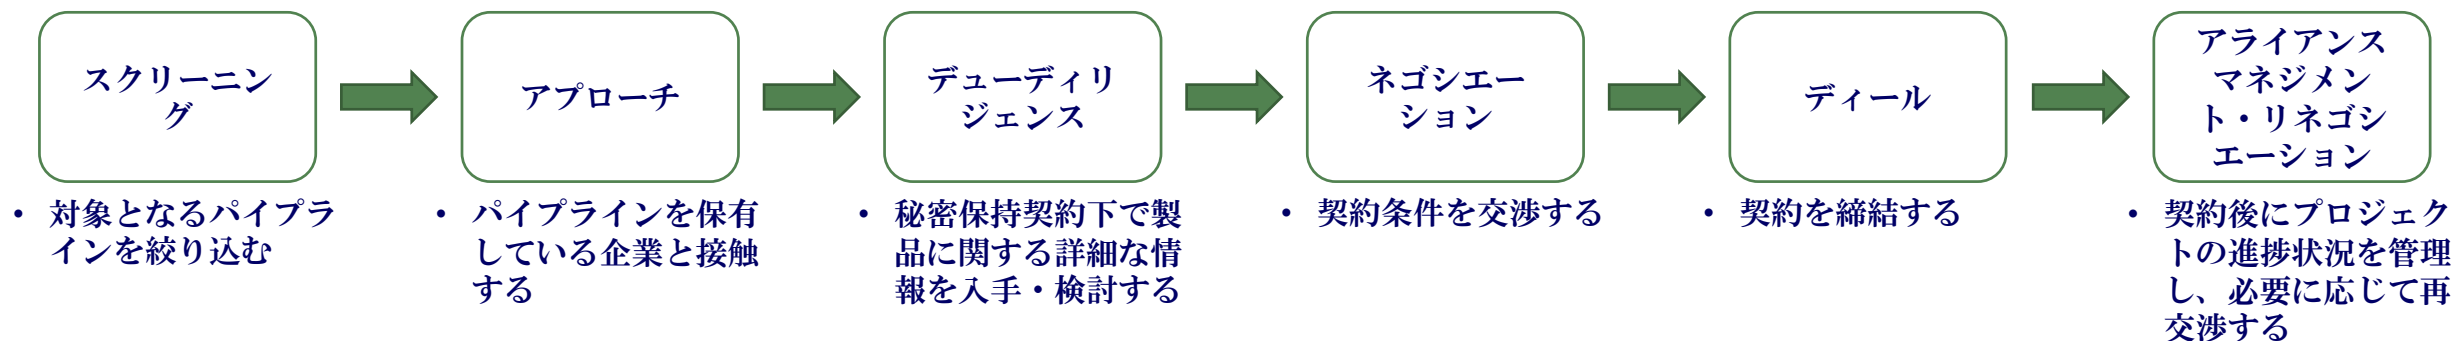 スクリーニン
グ
アプローチ
デューディリ
ジェンス
ネゴシエー
ション
ディール
アライアンス
マネジメン
ト・リネゴシ
エーション
• 対象となるパイプラ
インを絞り込む
• パイプラインを保有
している企業と接触
する
• 秘密保持契約下で製
品に関する詳細な情
報を入手・検討する
• 契約条件を交渉する
• 契約を締結する
• 契約後にプロジェク
トの進捗状況を管理
し、必要に応じて再
交渉する